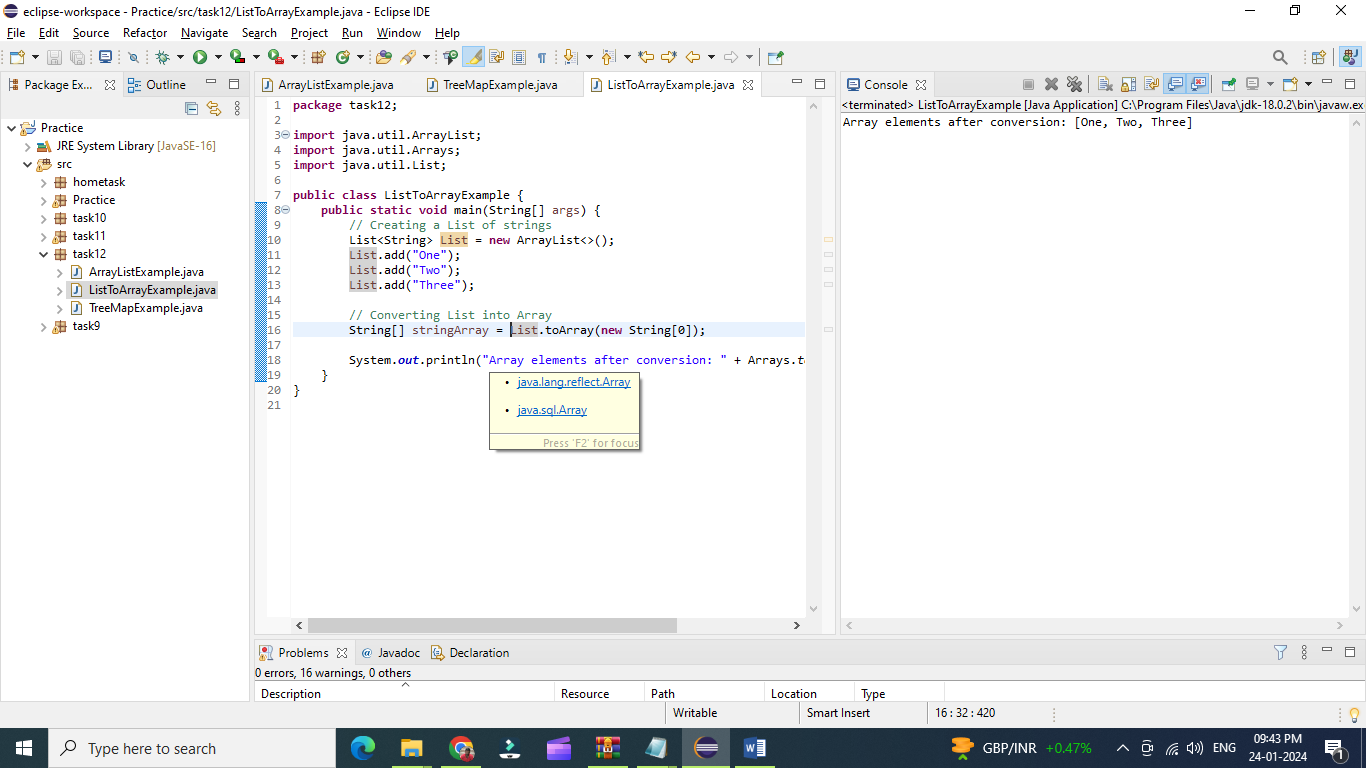 eclipse-workspace - Practice/src/task12/ListToArrayExample.java - Eclipse IDE
File Edit Source Refactor Navigate Search Project Run Window Help
Package Ex... Outline
Practice
JRE System Library [JavaSE-16]
src
hometask
Practice
task10
task11
task12
ArrayListExample.java
ListToArrayExample.java
TreeMapExample.java
task9
ArrayListExample.java TreeMapExample.java ListToArrayExample.java
1 package task12;
2
3 import java.util.ArrayList;
4 import java.util.Arrays;
5 import java.util.List;
6
7 public class ListToArrayExample {
8 public static void main(String[] args) {
9 // Creating a List of strings
10 List<String> List = new ArrayList<>();
11 List.add("One");
12 List.add("Two");
13 List.add("Three");
14
15 // Converting List into Array
16 String[] stringArray = List.toArray(new String[0]);
17
18 System.out.println("Array elements after conversion: " + Arrays.t
19 }
20 }
21
• java.lang.reflect.Array
• java.sql.Array
Press 'F2' for focus
Console
<terminated> ListToArrayExample [Java Application] C:\Program Files\Java\jdk-18.0.2\bin\javaw.ex
Array elements after conversion: [One, Two, Three]
Problems @ Javadoc Declaration
0 errors, 16 warnings, 0 others
Description Resource Path Location Type
Writable Smart Insert 16 : 32 : 420
Type here to search
GBP/INR +0.47%
ENG
09:43 PM
24-01-2024
1